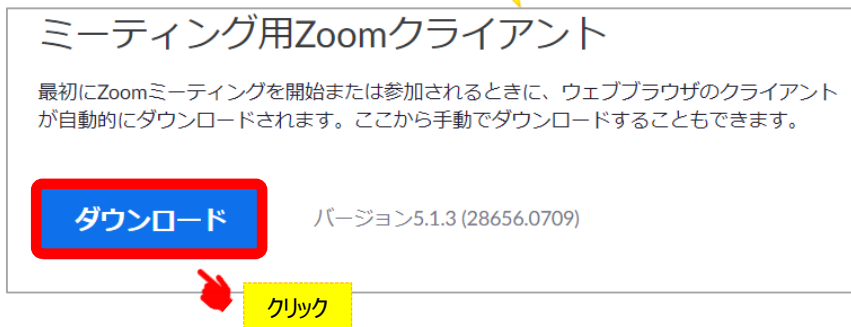 ミーティング用Zoomクライアント
最初にZoomミーティングを開始または参加されるときに、ウェブブラウザのクライアント
が自動的にダウンロードされます。ここから手動でダウンロードすることもできます。
ダウンロード
バージョン5.1.3 (28656.0709)
クリック